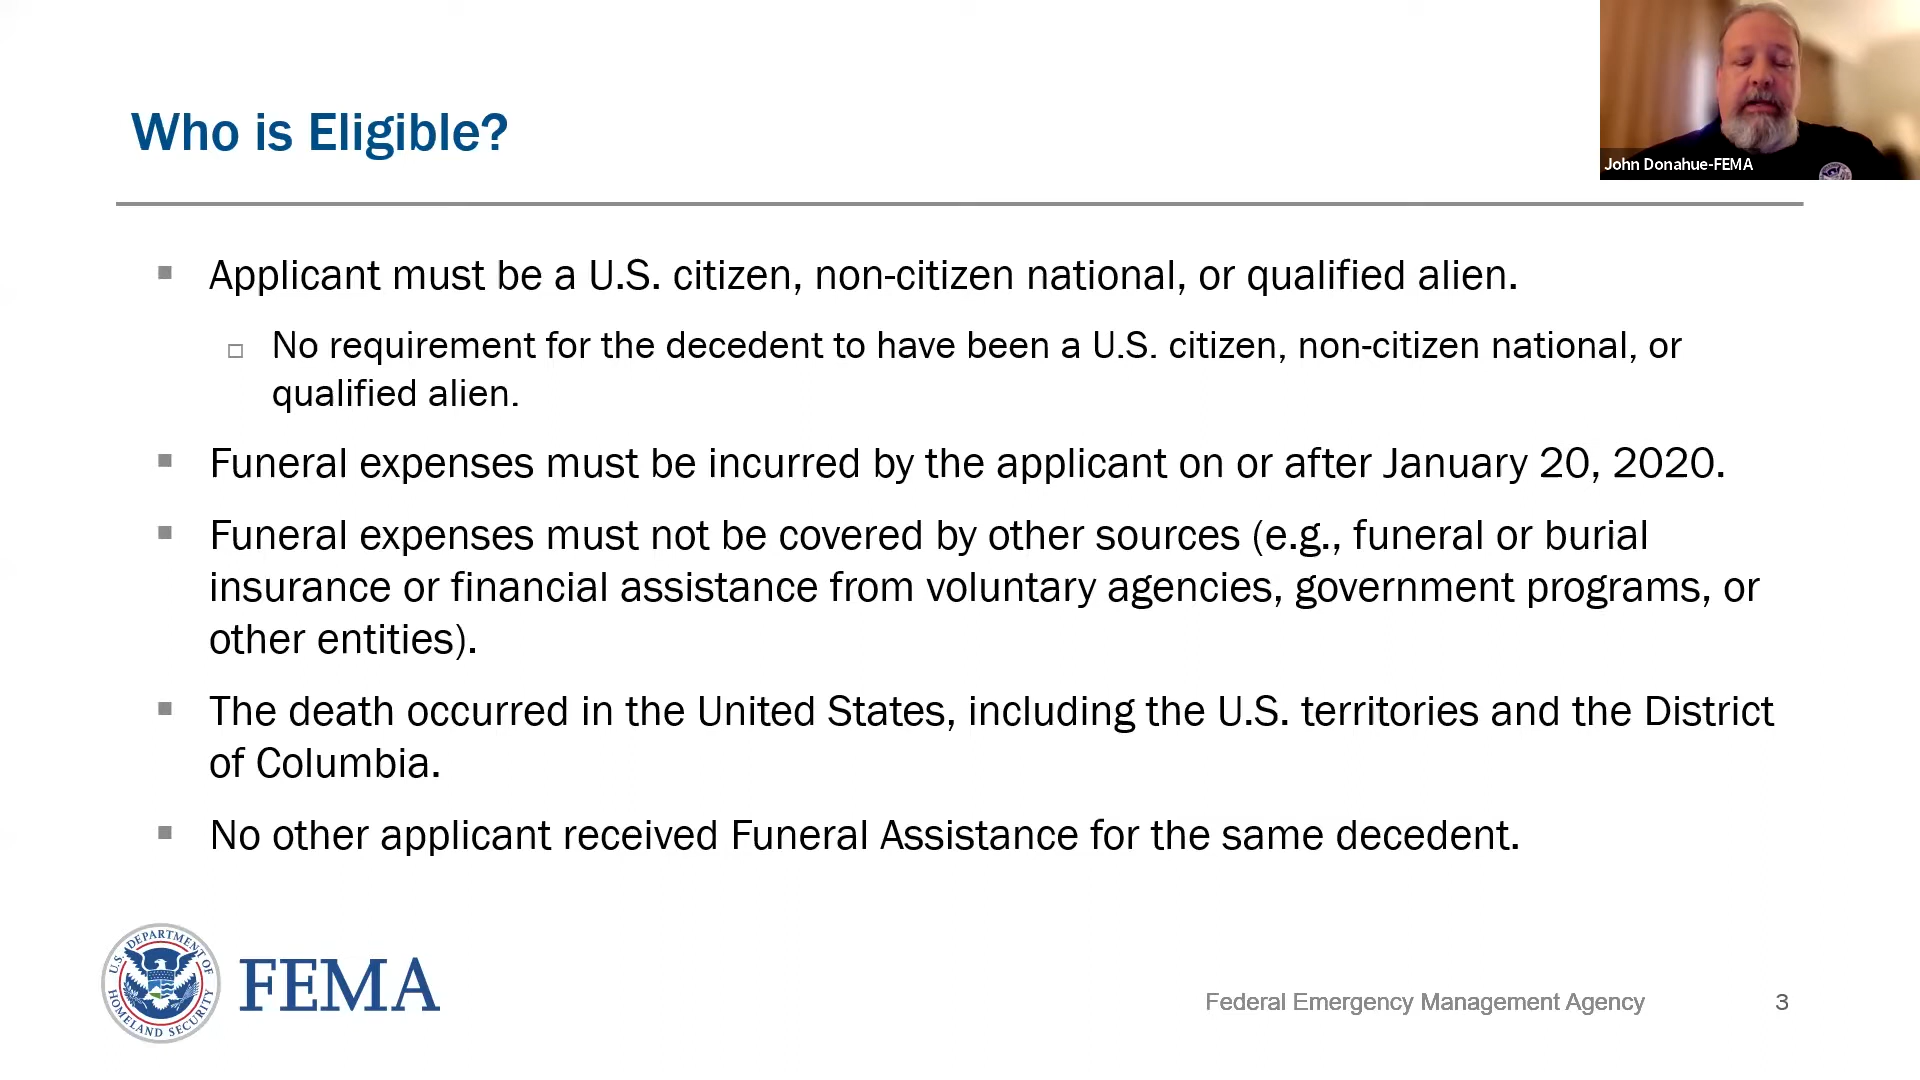 Who is Eligible?
John Donahue-FEMA
Applicant must be a U.S. citizen, non-citizen national, or qualified alien.
No requirement for the decedent to have been a U.S. citizen, non-citizen national, or
qualified alien.
Funeral expenses must be incurred by the applicant on or after January 20, 2020.
Funeral expenses must not be covered by other sources (e.g., funeral or burial
insurance or financial assistance from voluntary agencies, government programs, or
other entities).
The death occurred in the United States, including the U.S. territories and the District
of Columbia.
No other applicant received Funeral Assistance for the same decedent.
U.S. DEPARTMENT OF
HOMELAND SECURITY
FEMA
Federal Emergency Management Agency
3